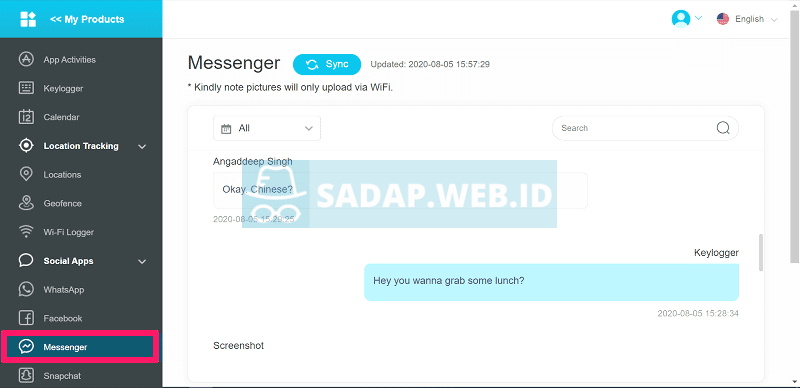 << My Products
English
App Activities
Keylogger
Calendar
Location Tracking
Locations
Geofence
Wi-Fi Logger
Social Apps
WhatsApp
Facebook
Messenger
Snapchat
Messenger
Sync
Updated: 2020-08-05 15:57:29
* Kindly note pictures will only upload via WiFi.
All
Search
Angaddeep Singh
Okay. Chinese?
SADAP.WEB.ID
2020-08-05 15:29:25
Keylogger
Hey you wanna grab some lunch?
2020-08-05 15:28:34
Screenshot